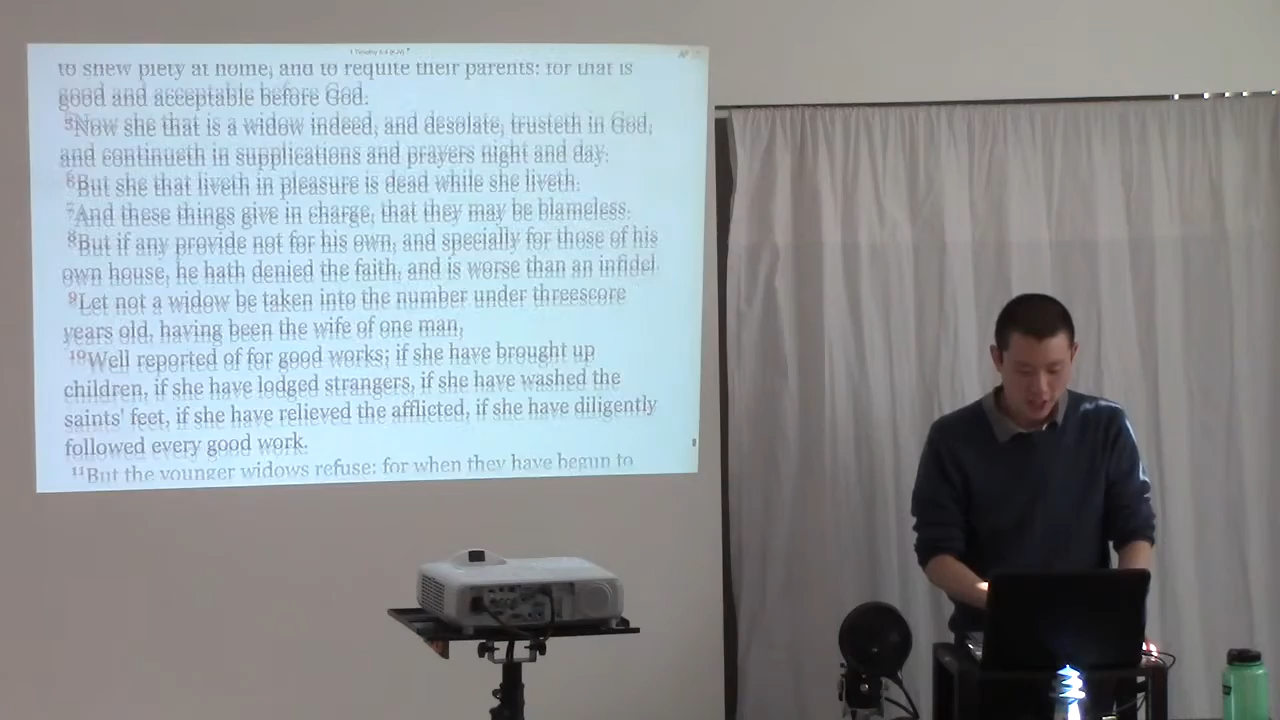 1 Timothy 5:4 (KJV)
to shew piety at home, and to requite their parents: for that is
good and acceptable before God.
5Now she that is a widow indeed, and desolate, trusteth in God,
and continueth in supplications and prayers night and day.
6But she that liveth in pleasure is dead while she liveth.
7And these things give in charge, that they may be blameless.
8But if any provide not for his own, and specially for those of his
own house, he hath denied the faith, and is worse than an infidel.
9Let not a widow be taken into the number under threescore
years old, having been the wife of one man,
10Well reported of for good works; if she have brought up
children, if she have lodged strangers, if she have washed the
saints' feet, if she have relieved the afflicted, if she have diligently
followed every good work.
11But the younger widows refuse: for when they have begun to